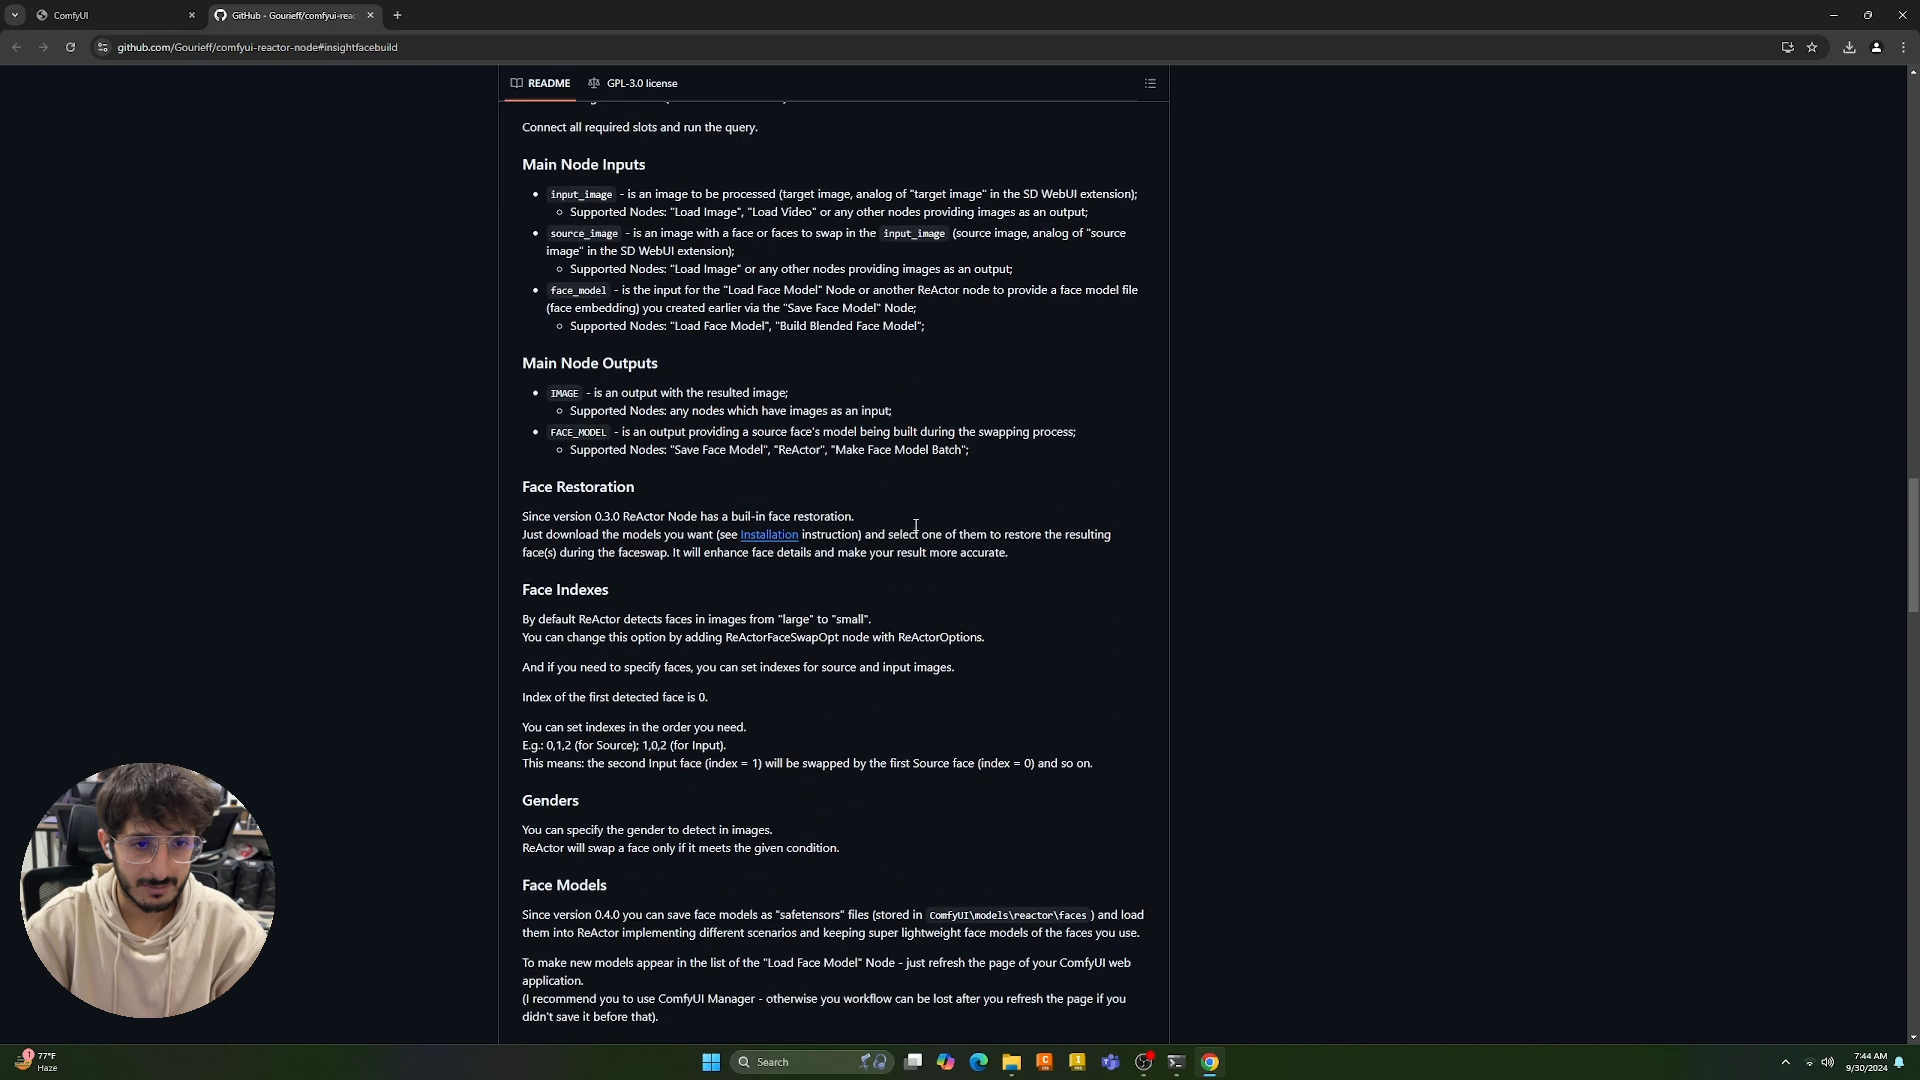 ComfyUI
GitHub - Gourieff/comfyui-reac
github.com/Gourieff/comfyui-reactor-node#insightfacebuild
README
GPL-3.0 license
Connect all required slots and run the query.
Main Node Inputs
input_image - is an image to be processed (target image, analog of "target image" in the SD WebUI extension);
Supported Nodes: "Load Image", "Load Video" or any other nodes providing images as an output;
source_image - is an image with a face or faces to swap in the input_image (source image, analog of "source
image" in the SD WebUI extension);
Supported Nodes: "Load Image" or any other nodes providing images as an output;
face_model - is the input for the "Load Face Model" Node or another ReActor node to provide a face model file
(face embedding) you created earlier via the "Save Face Model" Node;
Supported Nodes: "Load Face Model", "Build Blended Face Model";
Main Node Outputs
IMAGE - is an output with the resulted image;
Supported Nodes: any nodes which have images as an input;
FACE_MODEL - is an output providing a source face's model being built during the swapping process;
Supported Nodes: "Save Face Model", "ReActor", "Make Face Model Batch";
Face Restoration
Since version 0.3.0 ReActor Node has a buil-in face restoration.
Just download the models you want (see Installation instruction) and select one of them to restore the resulting
face(s) during the faceswap. It will enhance face details and make your result more accurate.
Face Indexes
By default ReActor detects faces in images from "large" to "small".
You can change this option by adding ReActorFaceSwapOpt node with ReActorOptions.
And if you need to specify faces, you can set indexes for source and input images.
Index of the first detected face is 0.
You can set indexes in the order you need.
E.g.: 0,1,2 (for Source); 1,0,2 (for Input).
This means: the second Input face (index = 1) will be swapped by the first Source face (index = 0) and so on.
Genders
You can specify the gender to detect in images.
ReActor will swap a face only if it meets the given condition.
Face Models
Since version 0.4.0 you can save face models as "safetensors" files (stored in ComfyUI\models\reactor\faces ) and load
them into ReActor implementing different scenarios and keeping super lightweight face models of the faces you use.
To make new models appear in the list of the "Load Face Model" Node - just refresh the page of your ComfyUI web
application.
(I recommend you to use ComfyUI Manager - otherwise you workflow can be lost after you refresh the page if you
didn't save it before that).
1
77°F
Haze
Search
7:44 AM
9/30/2024